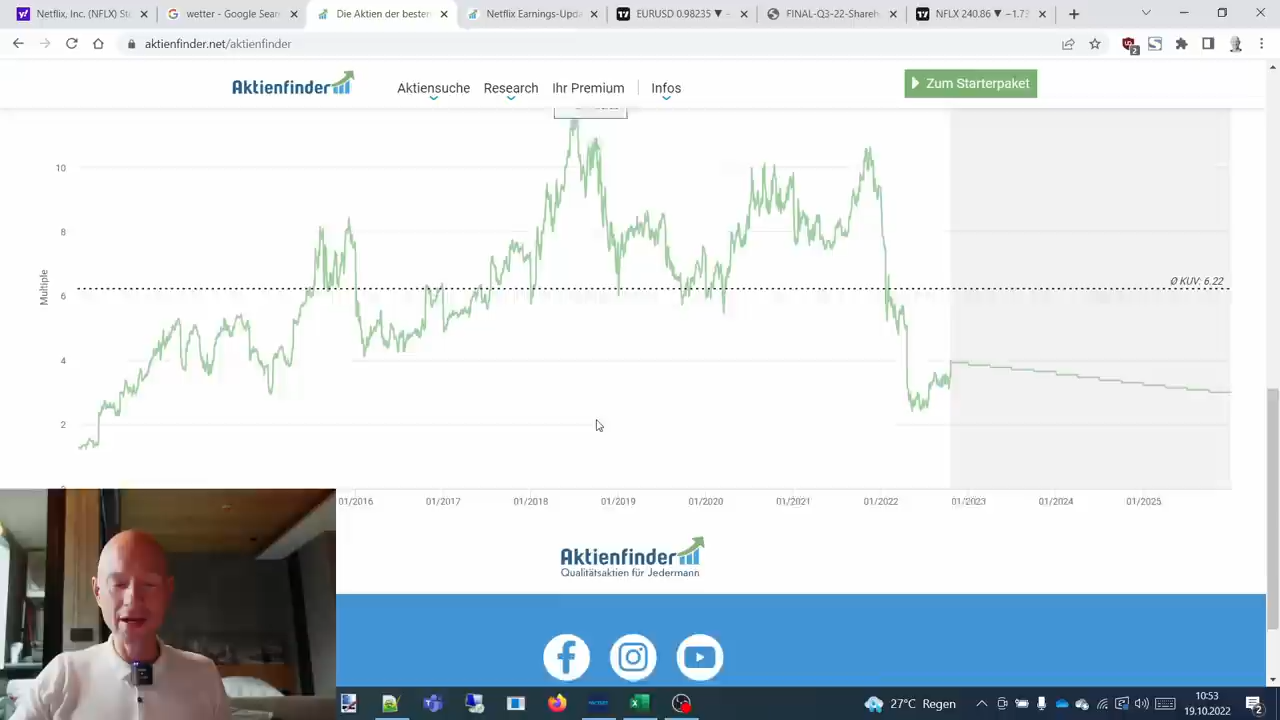 Netflix, Inc. (NFLX) St
wetter - Google Sear
Die Aktien der besten
Netflix Earnings-Upda
EURUSD 0.98235
FINAL-Q3-22-Shareh
NFLX 240.86 ▼ −1.73
aktienfinder.net/aktienfinder
2
Aktienfinder
Aktiensuche
Research
Ihr Premium
Infos
Zum Starterpaket
10
8
6
4
2
Multiple
Ø KUV: 6.22
01/2016
01/2017
01/2018
01/2019
01/2020
01/2021
01/2022
01/2023
01/2024
01/2025
Aktienfinder
Qualitätsaktien für Jedermann
27°C Regen
10:53
19.10.2022
2